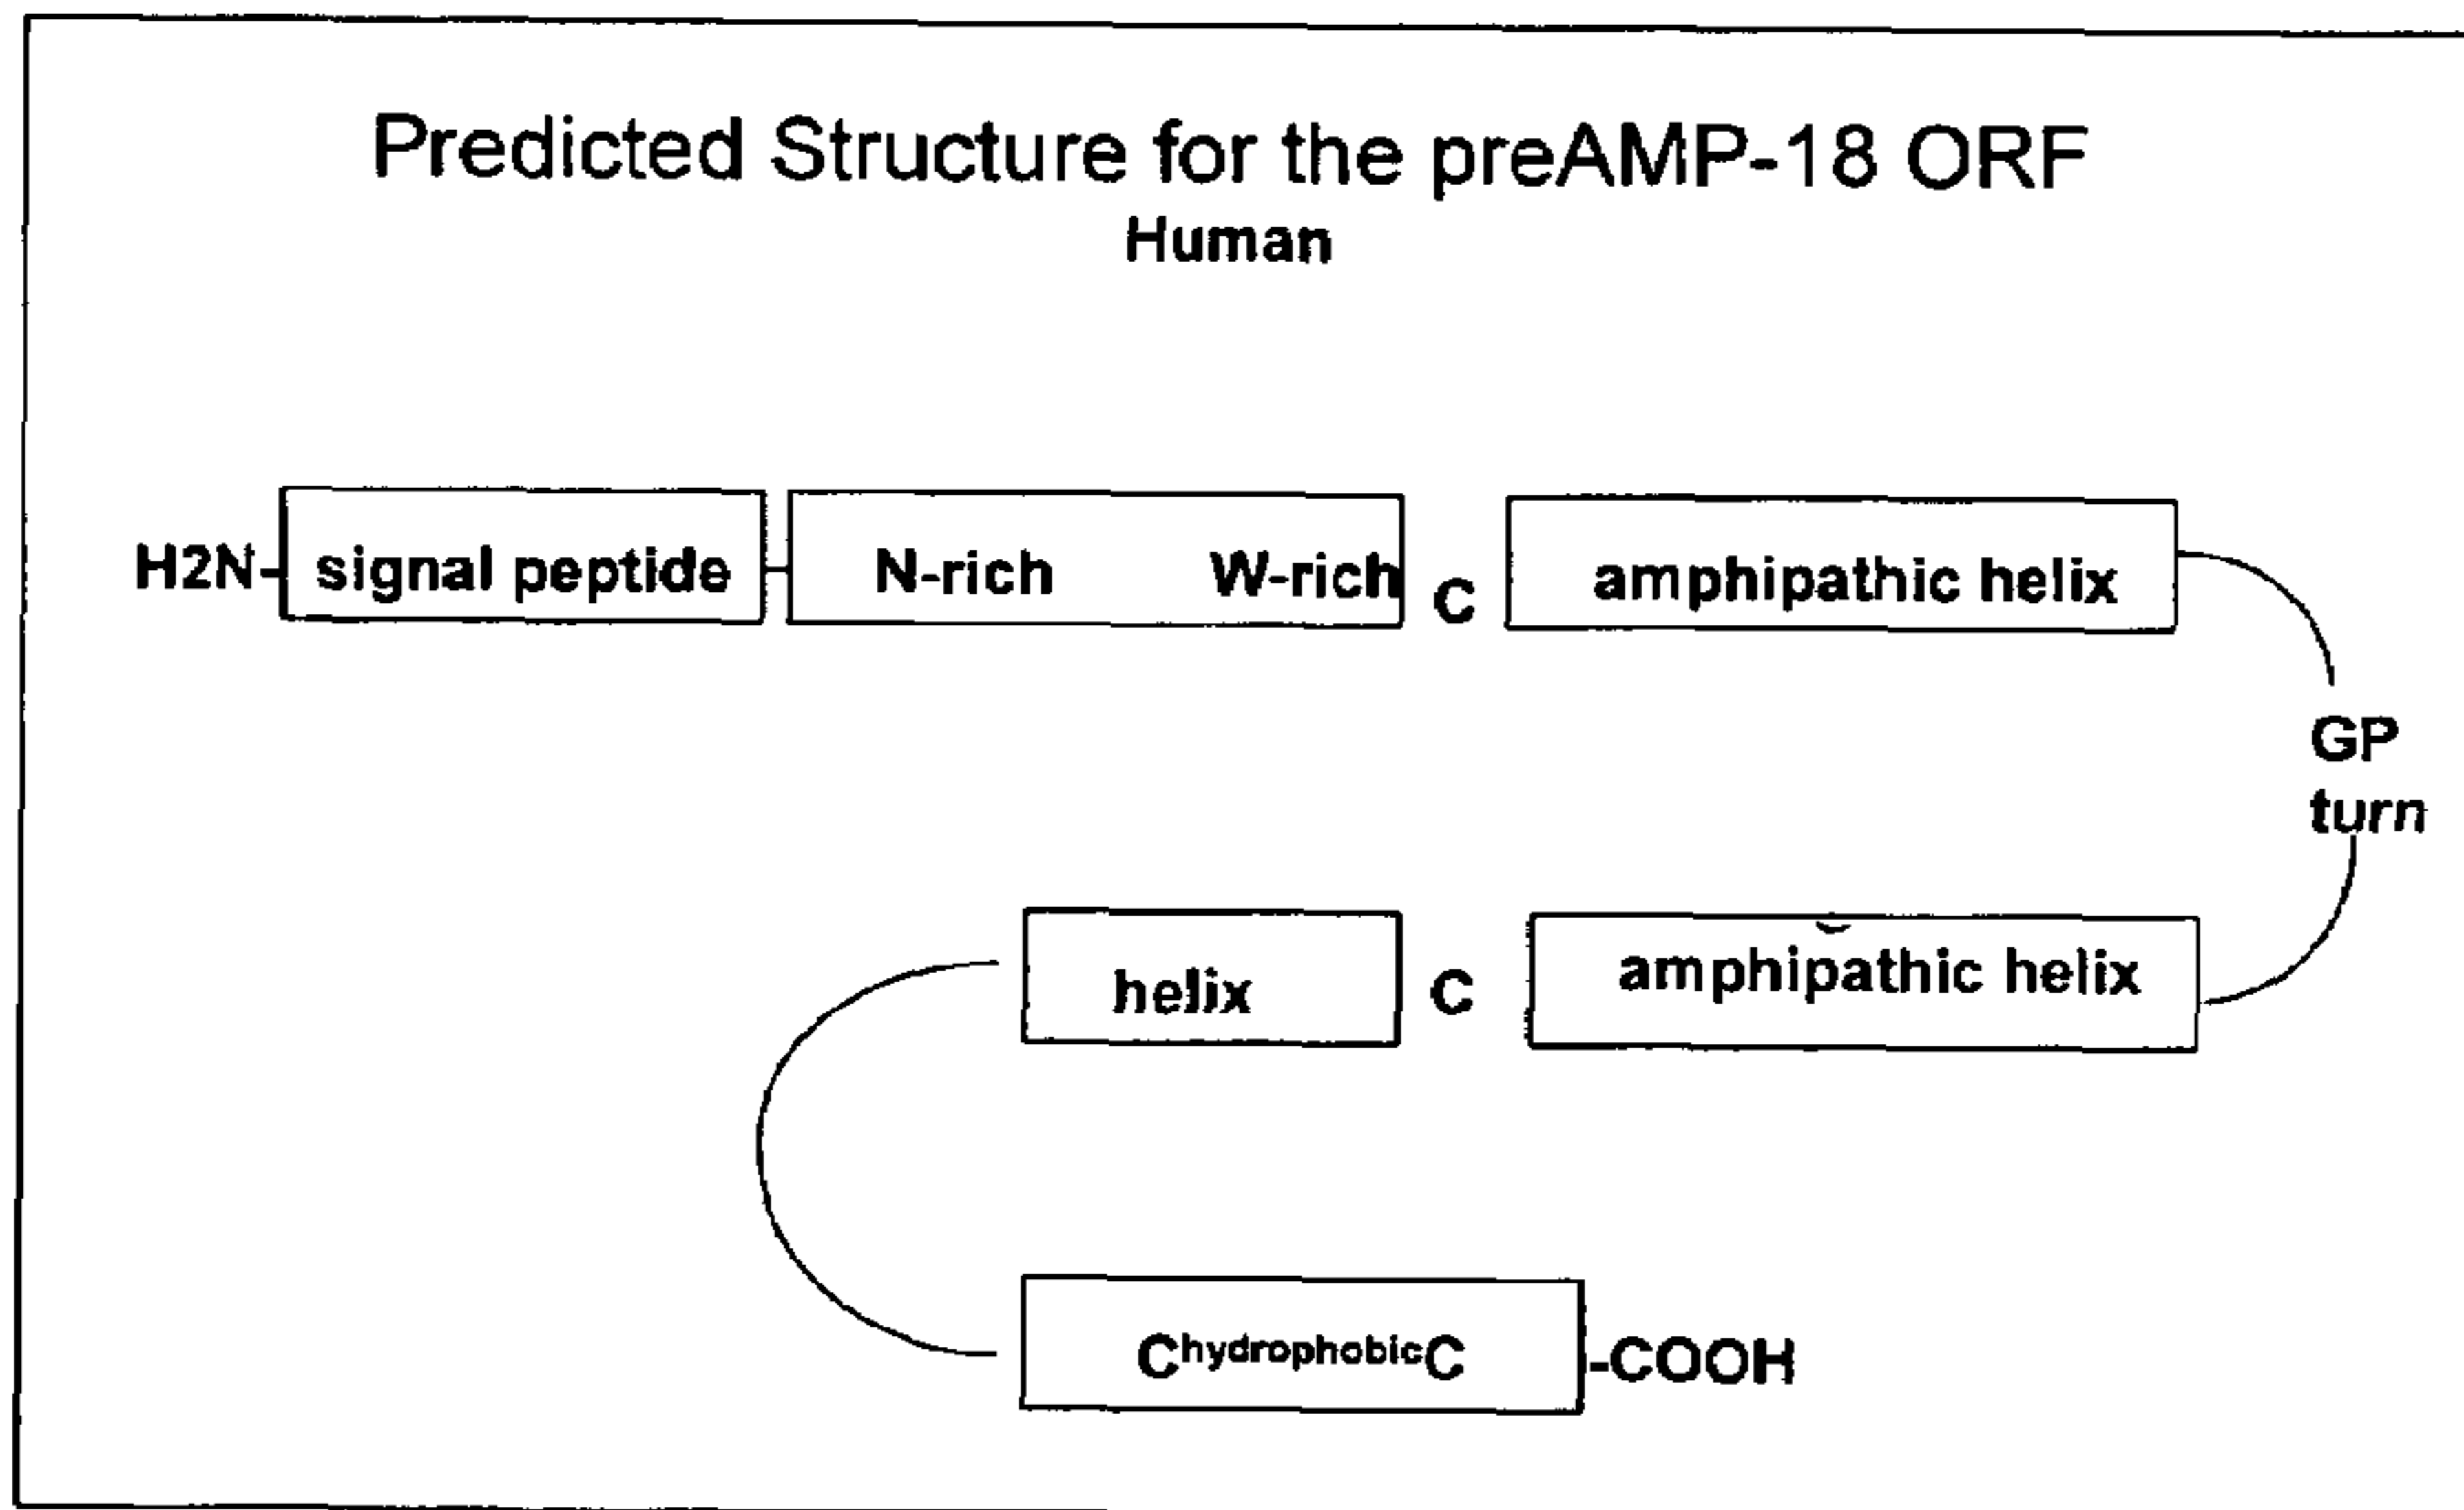 Predicted Structure for the preAMP-18 ORF
Human
H2N- signal peptide - N-rich W-rich C amphipathic helix
GP
turn
helix C amphipathic helix
ChydrophobicC -COOH